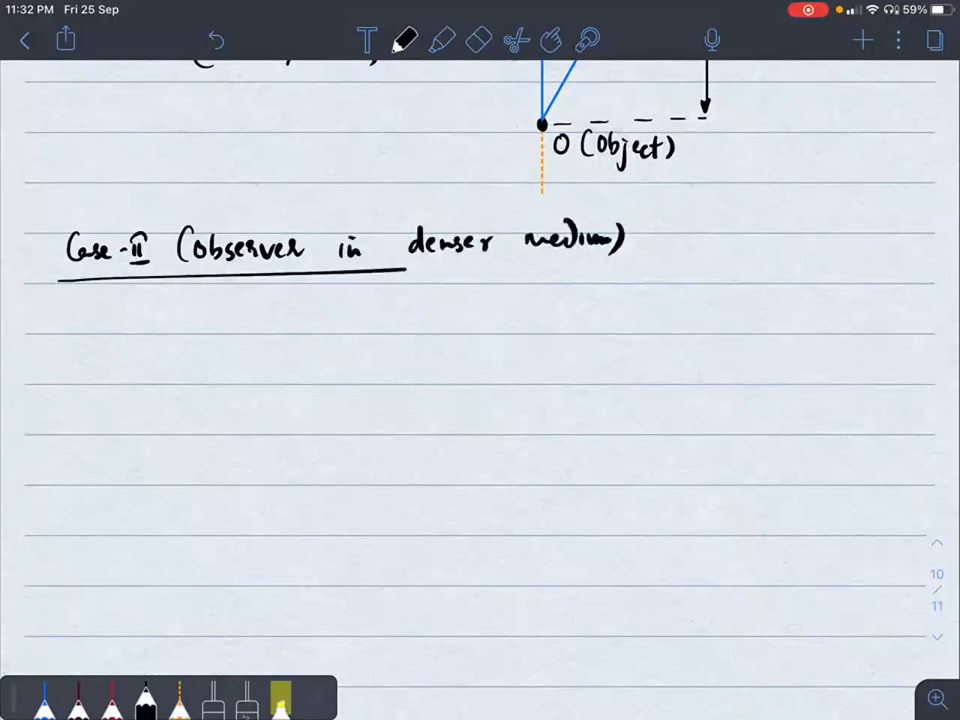 11:32 PM Fri 25 Sep 59%
T
O (Object)
Case-II (observer in denser medium)
10
/
11